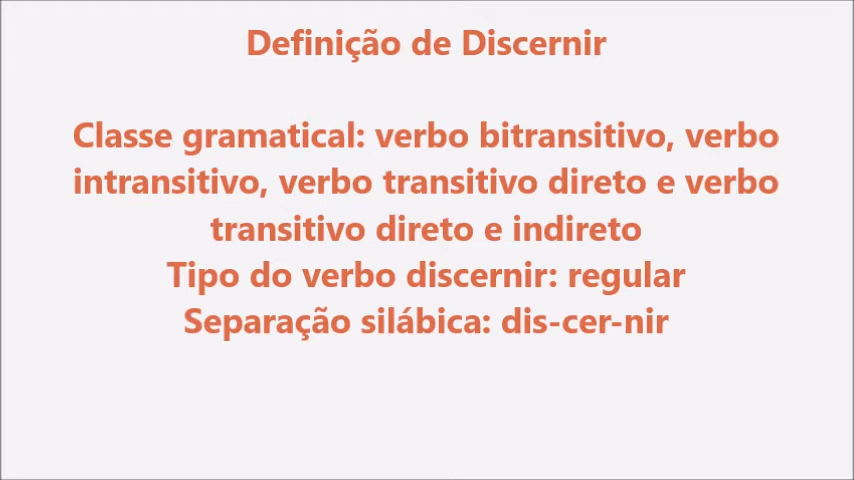 Definição de Discernir
Classe gramatical: verbo bitransitivo, verbo
intransitivo, verbo transitivo direto e verbo
transitivo direto e indireto
Tipo do verbo discernir: regular
Separação silábica: dis-cer-nir